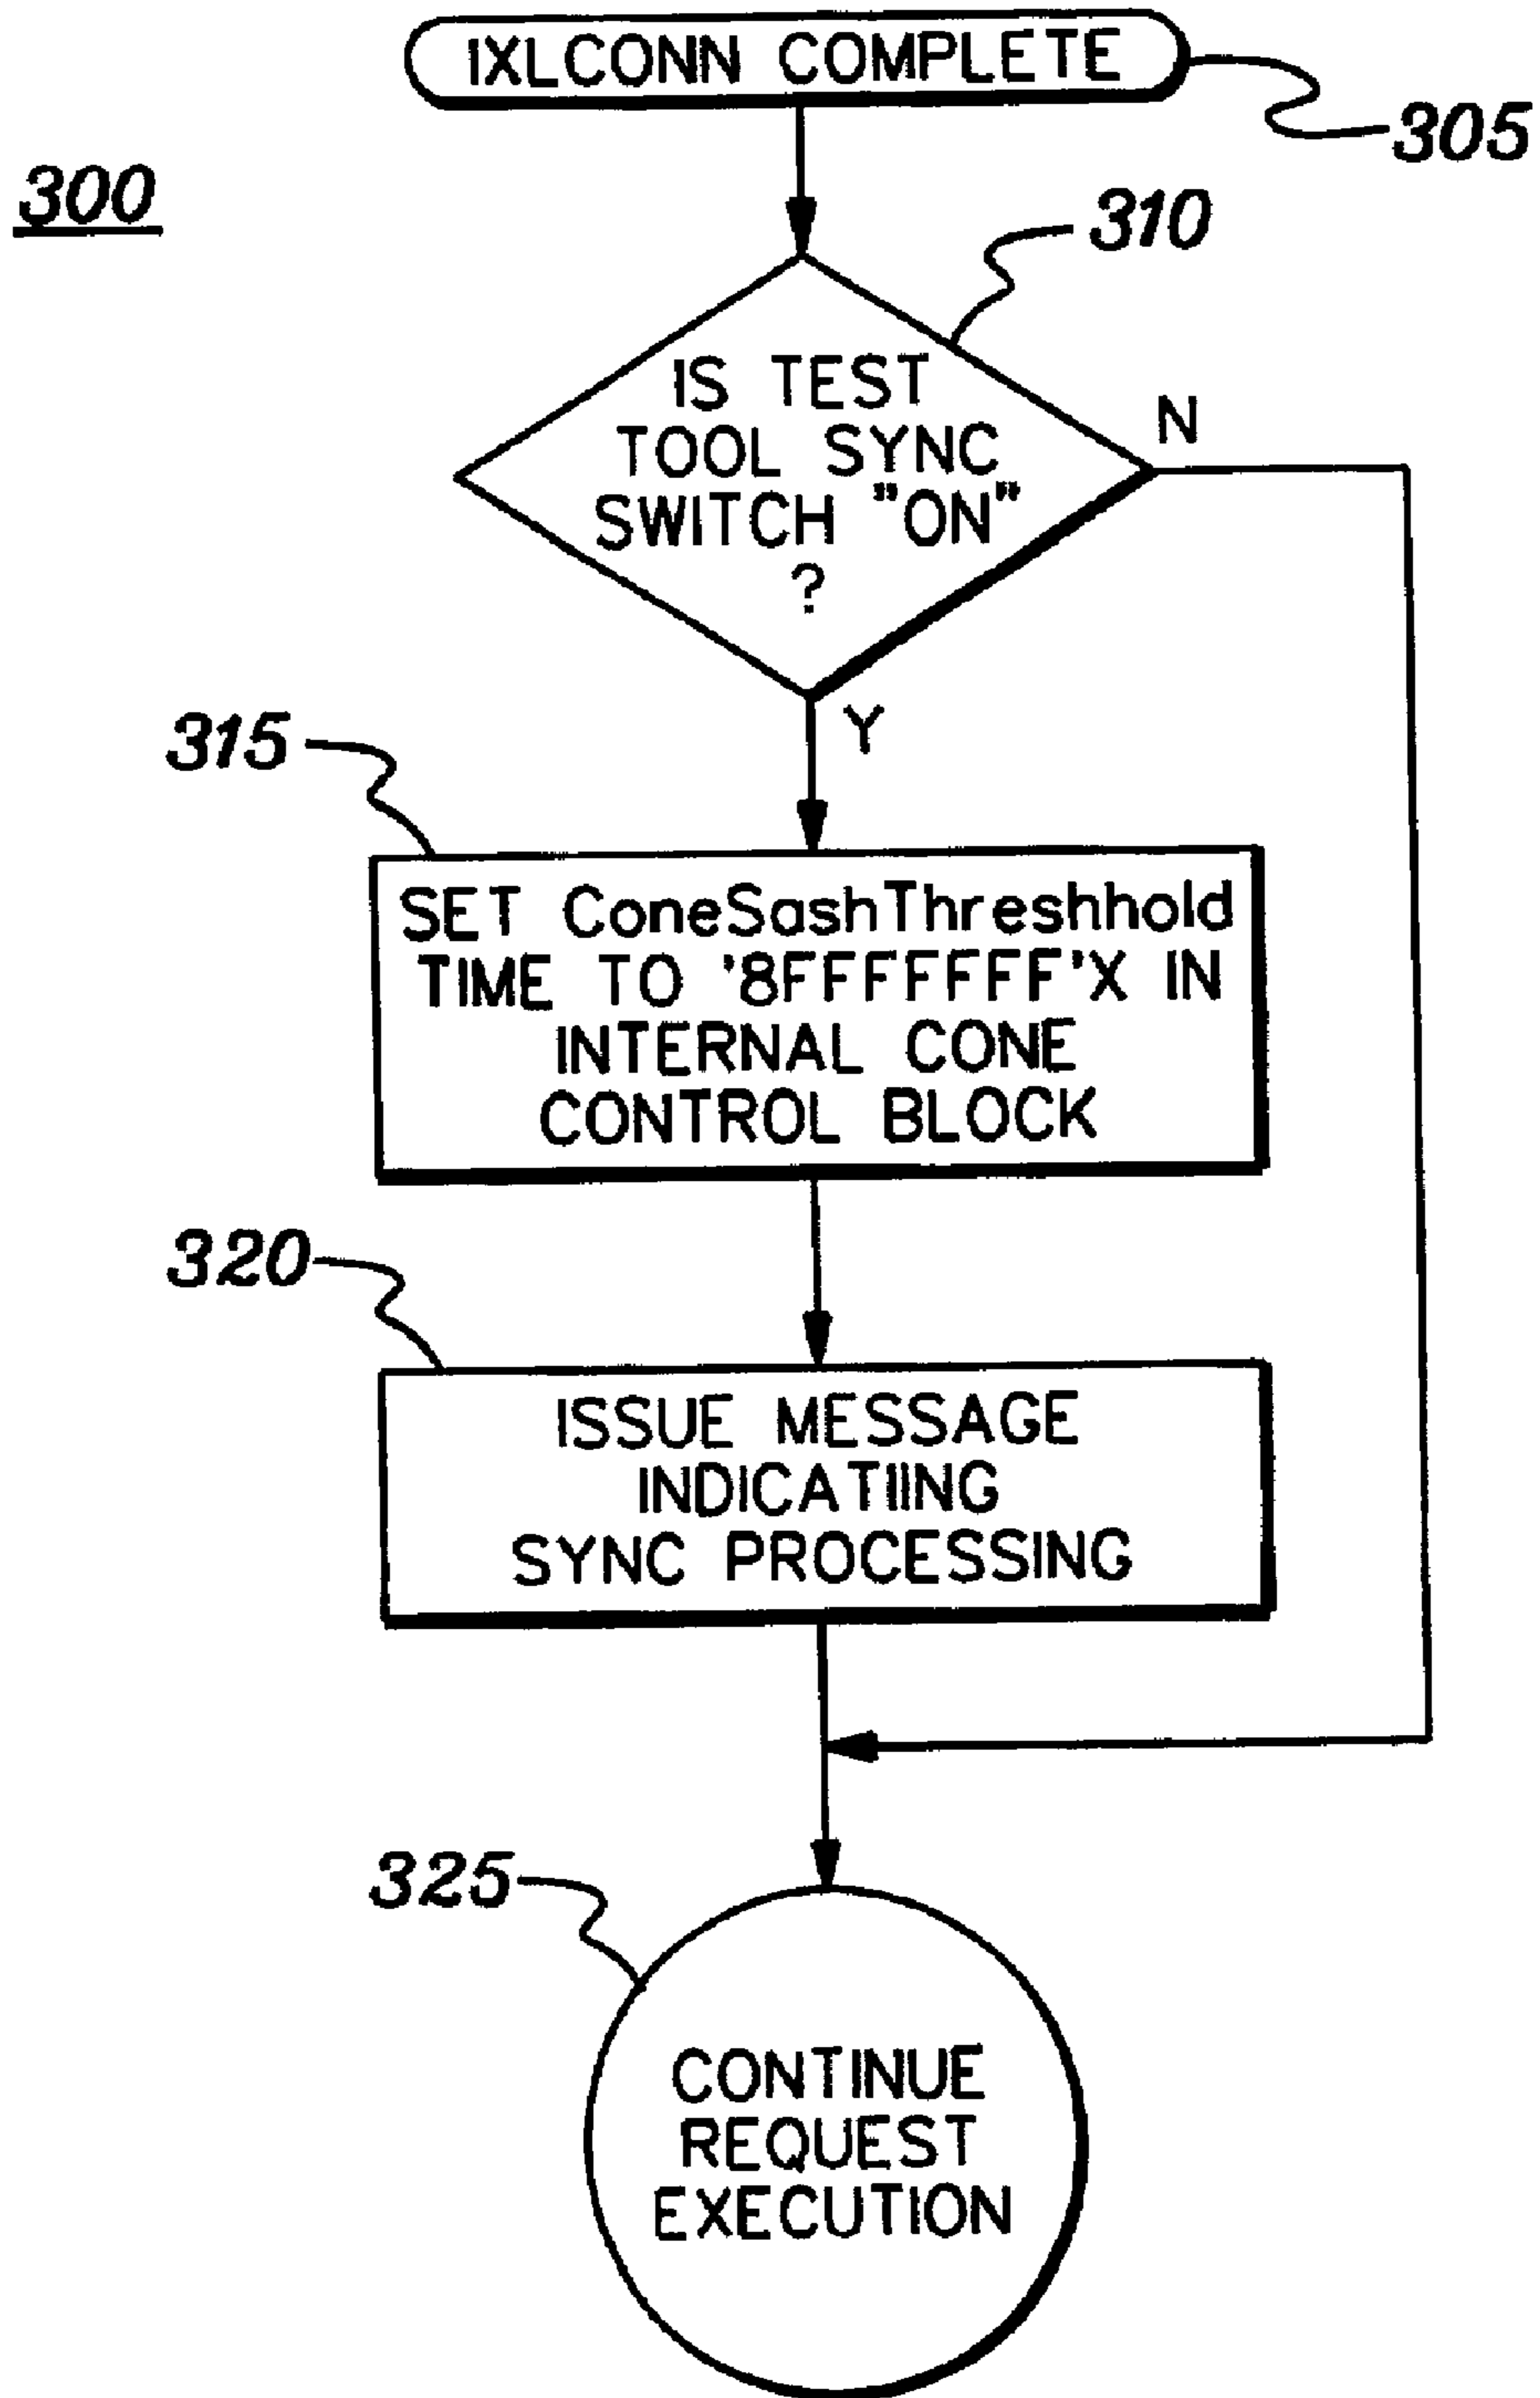 IXLCONN COMPLETE
305
300
310
IS TEST
TOOL SYNC
SWITCH "ON"
?
N
Y
315
SET ConeSashThreshhold
TIME TO '8FFFFFFF'X IN
INTERNAL CONE
CONTROL BLOCK
320
ISSUE MESSAGE
INDICATIING
SYNC PROCESSING
325
CONTINUE
REQUEST
EXECUTION